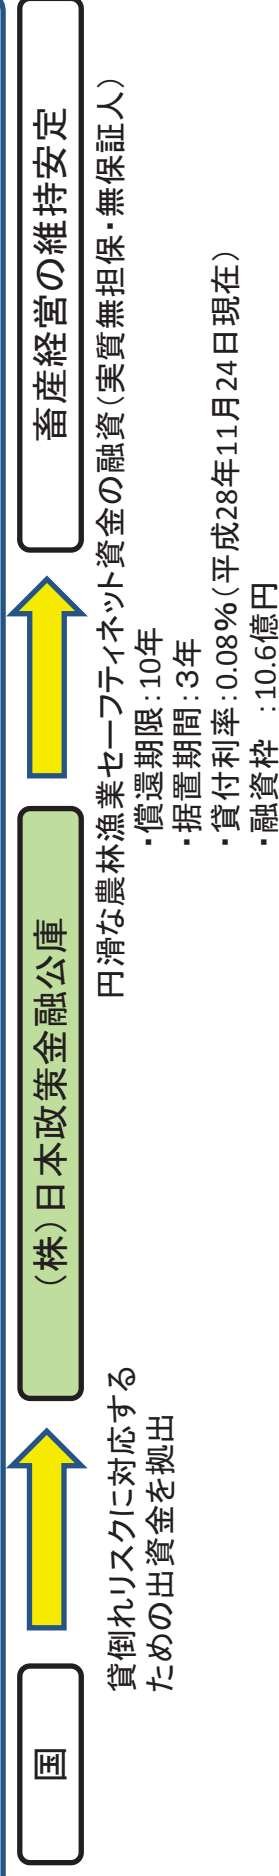 国
貸倒れリスクに対応する
ための出資金を拠出
（株）日本政策金融公庫
円滑な農林漁業セーフティネット資金の融資（実質無担保・無保証人）
・償還期限：10年
・据置期間：３年
・貸付利率：0.08％（平成28年11月24日現在）
・融資枠　：10.6億円
畜産経営の維持安定